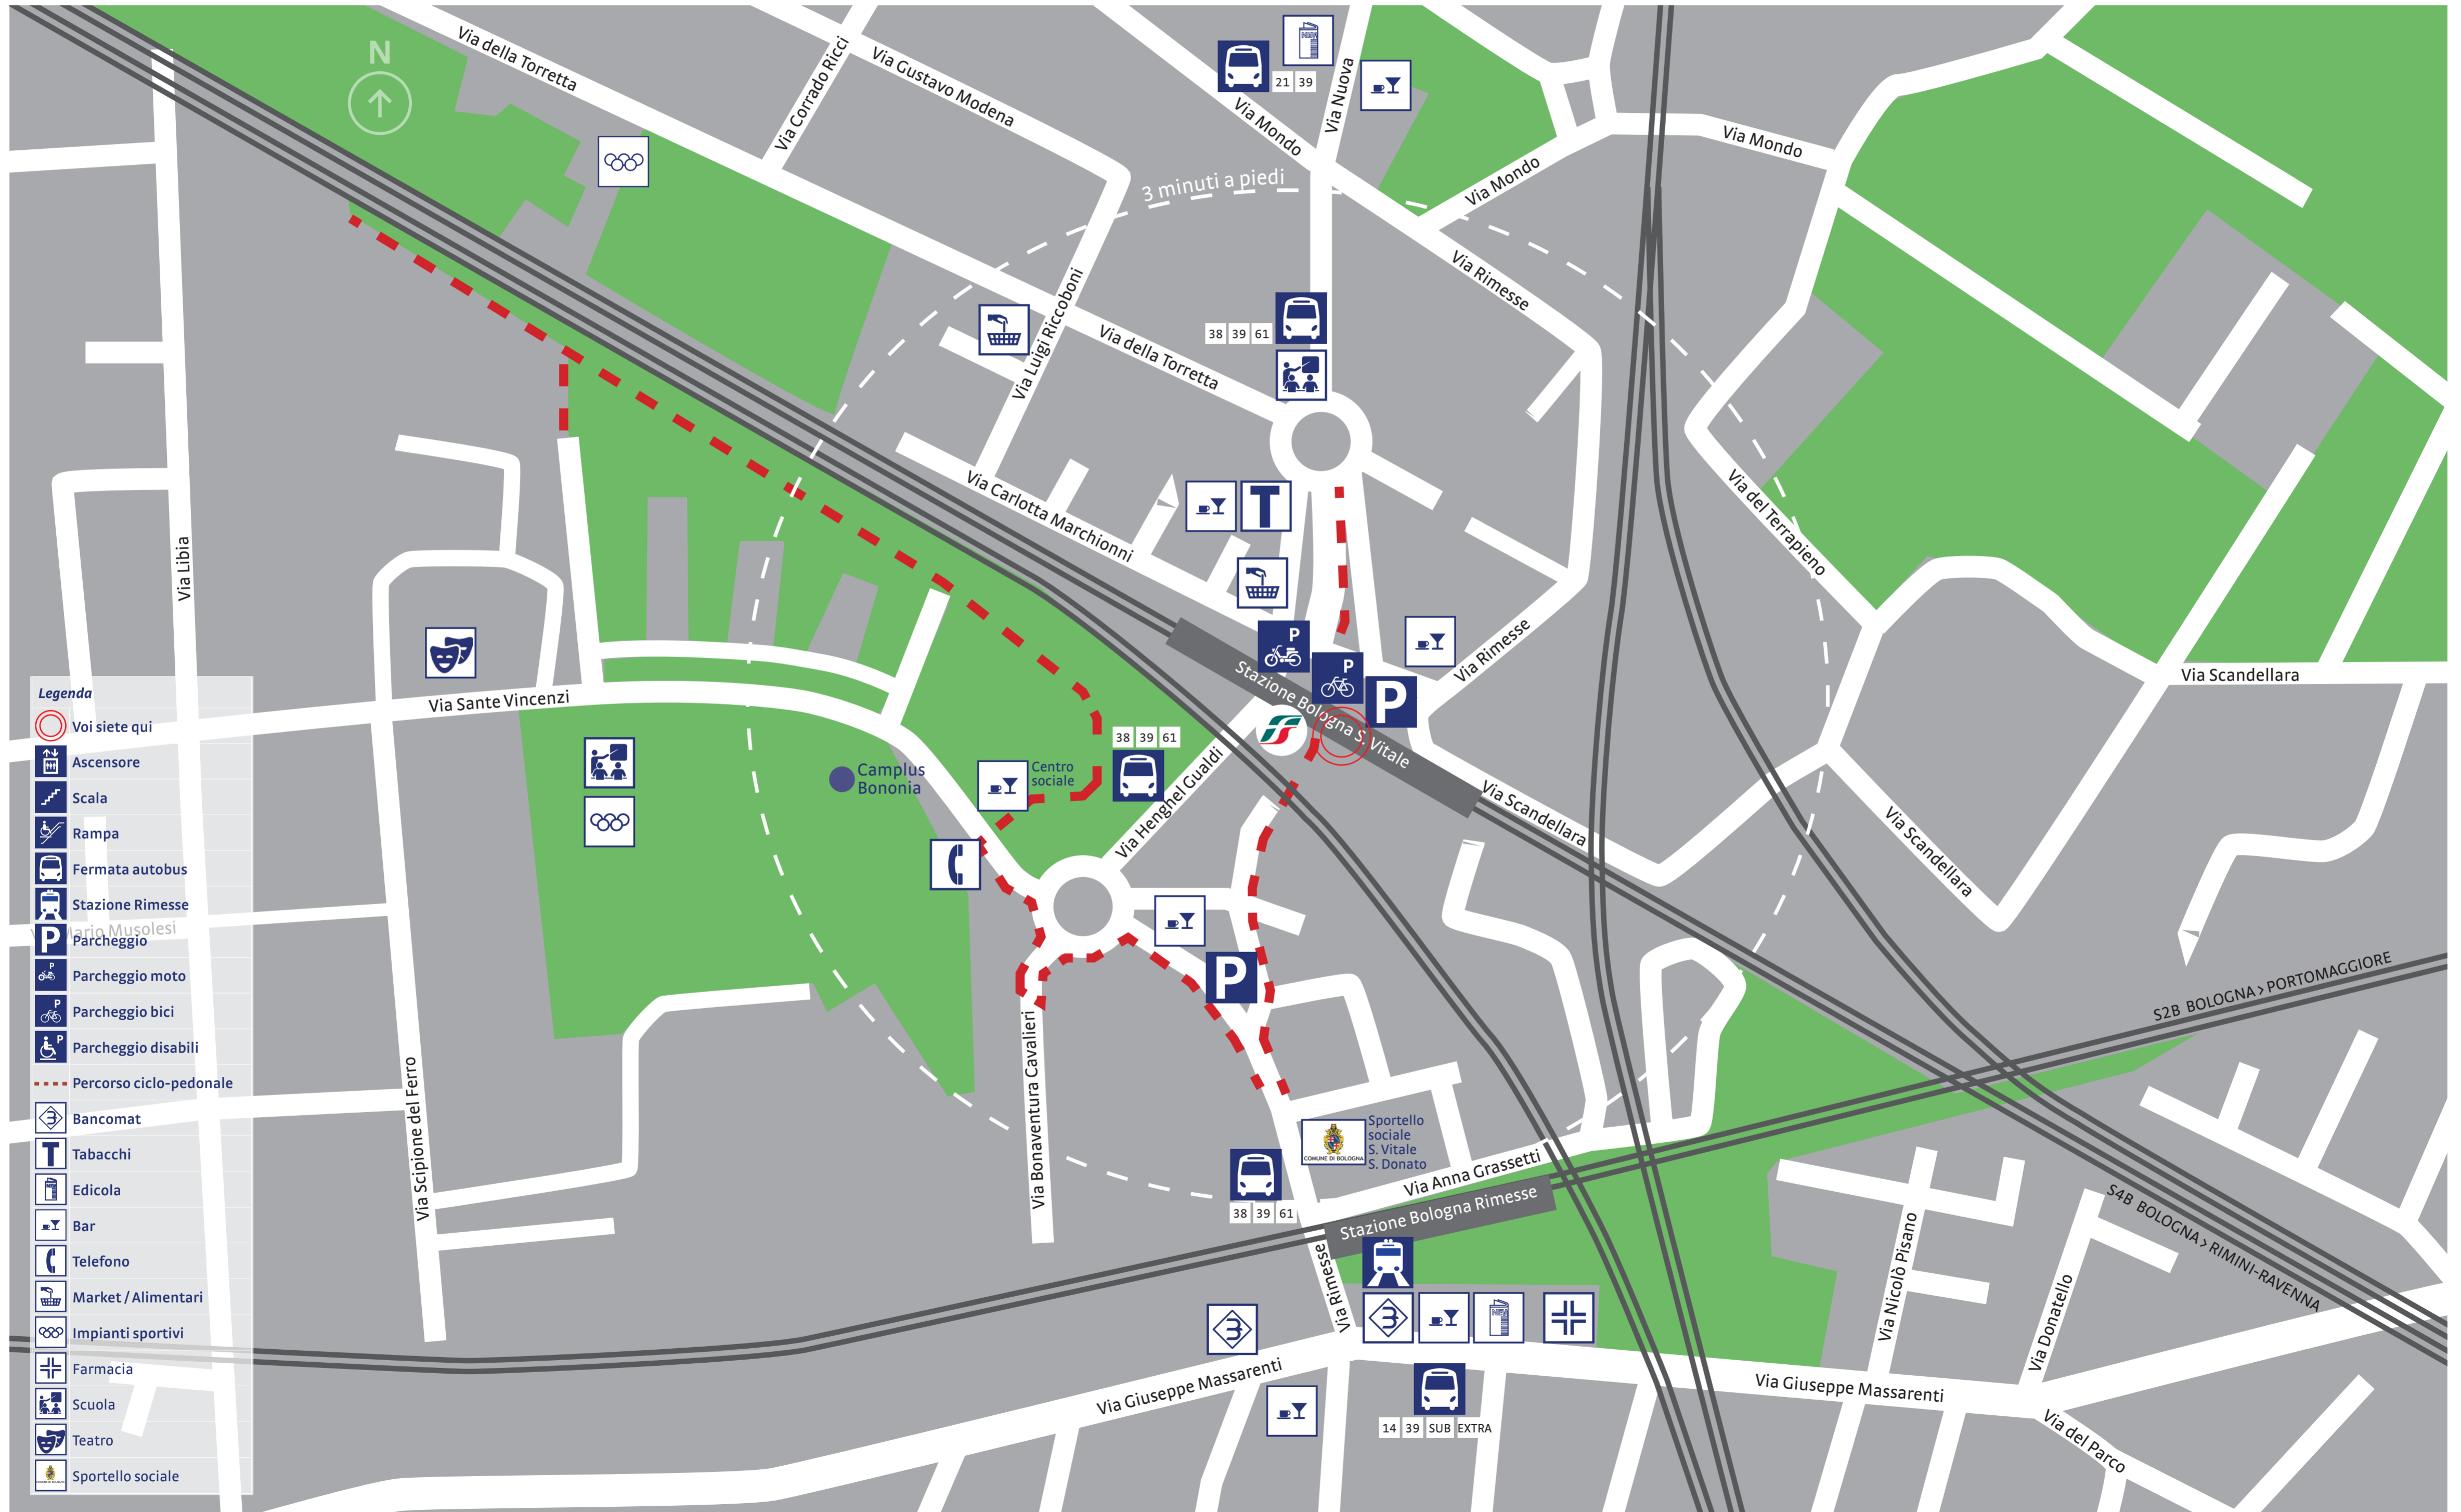 N
Via della Torretta
Via Corrado Ricci
Via Gustavo Modena
21 39
Via Mondo
Via Nuova
Via Mondo
Via Mondo
3 minuti a piedi
Via Rimesse
38 39 61
Via Luigi Riccoboni
Via della Torretta
Via Carlotta Marchionni
T
Via del Terrapieno
Via Libia
P
P
P
Via Rimesse
Stazione Bologna S. Vitale
Via Scandellara
Via Sante Vincenzi
38 39 61
Centro
sociale
Camplus
Bononia
Via Henghel Gualdi
Via Scandellara
Via Scandellara
P
S2B BOLOGNA > PORTOMAGGIORE
Via Bonaventura Cavalieri
Via Scipione del Ferro
COMUNE DI BOLOGNA
Sportello
sociale
S. Vitale
S. Donato
Via Anna Grassetti
38 39 61
Stazione Bologna Rimesse
S4B BOLOGNA > RIMINI-RAVENNA
Via Rimesse
NEW
Via Nicolò Pisano
Via Donatello
Via Giuseppe Massarenti
Via Giuseppe Massarenti
14 39 SUB EXTRA
Via del Parco
Legenda
Voi siete qui
Ascensore
Scala
Rampa
Fermata autobus
Stazione Rimesse
Mario Musolesi
P Parcheggio
P Parcheggio moto
P Parcheggio bici
P Parcheggio disabili
Percorso ciclo-pedonale
Bancomat
T Tabacchi
Edicola
Bar
Telefono
Market / Alimentari
Impianti sportivi
Farmacia
Scuola
Teatro
Sportello sociale